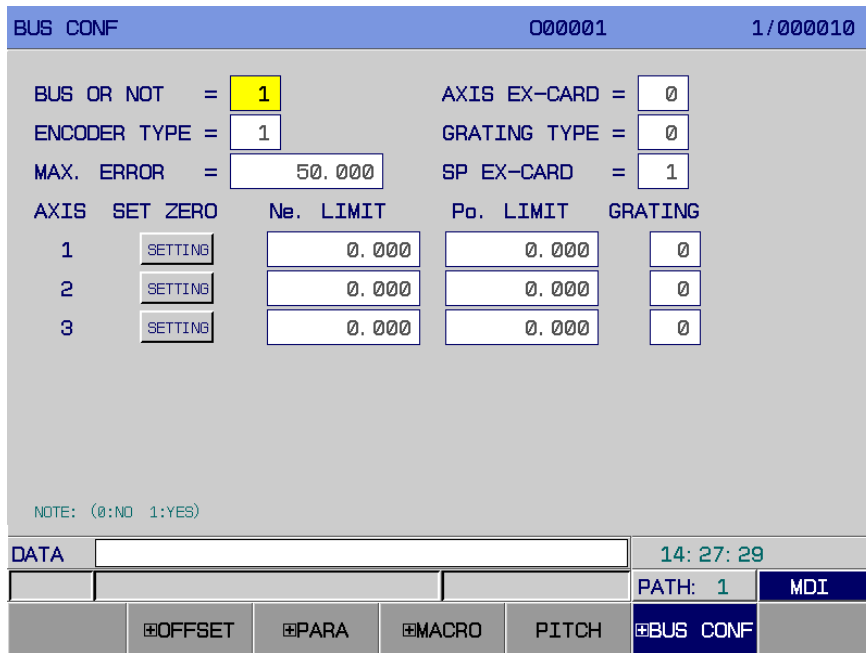 BUS CONF O00001 1/000010
BUS OR NOT = 1 AXIS EX-CARD = 0
ENCODER TYPE = 1 GRATING TYPE = 0
MAX. ERROR = 50.000 SP EX-CARD = 1
AXIS SET ZERO Ne. LIMIT Po. LIMIT GRATING
1 SETTING 0.000 0.000 0
2 SETTING 0.000 0.000 0
3 SETTING 0.000 0.000 0
NOTE: (0:NO 1:YES)
DATA 14:27:29
PATH: 1 MDI
⊞OFFSET ⊞PARA ⊞MACRO PITCH ⊞BUS CONF